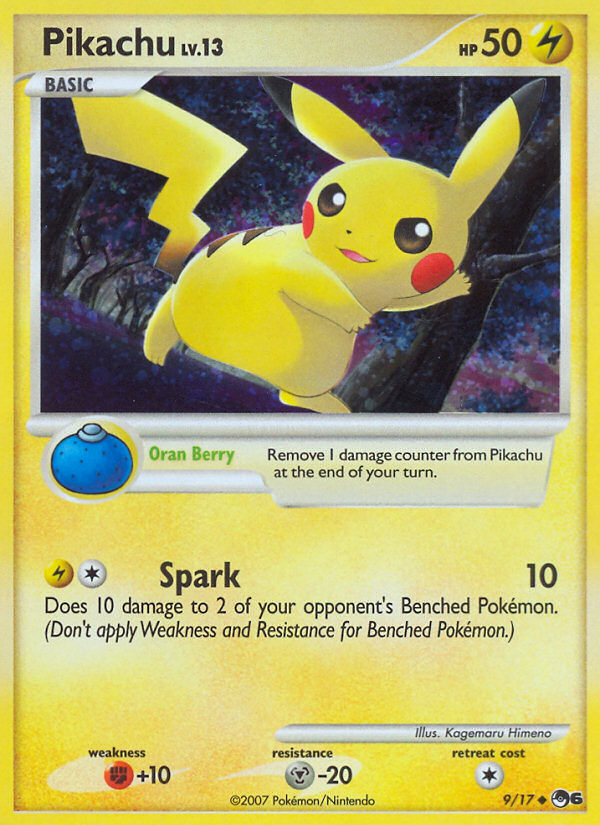 Pikachu LV.13 HP 50
BASIC
Oran Berry
Remove 1 damage counter from Pikachu
at the end of your turn.
Spark 10
Does 10 damage to 2 of your opponent's Benched Pokémon.
(Don't apply Weakness and Resistance for Benched Pokémon.)
Illus. Kagemaru Himeno
weakness resistance retreat cost
+10 -20
©2007 Pokémon/Nintendo 9/17 6